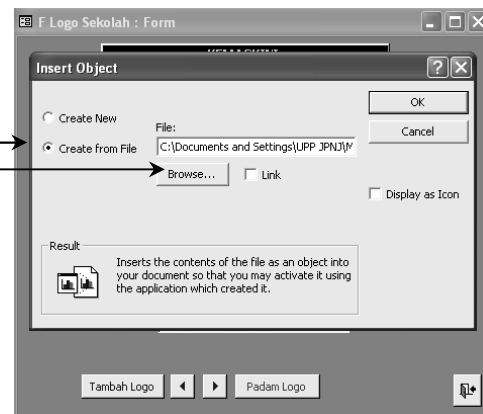 F Logo Sekolah : Form
KEMASKINI
Insert Object
Create New
Create from File
File:
C:\Documents and Settings\UPP JPNJ\M
Browse...
Link
OK
Cancel
Display as Icon
Result
Inserts the contents of the file as an object into
your document so that you may activate it using
the application which created it.
Tambah Logo
Padam Logo